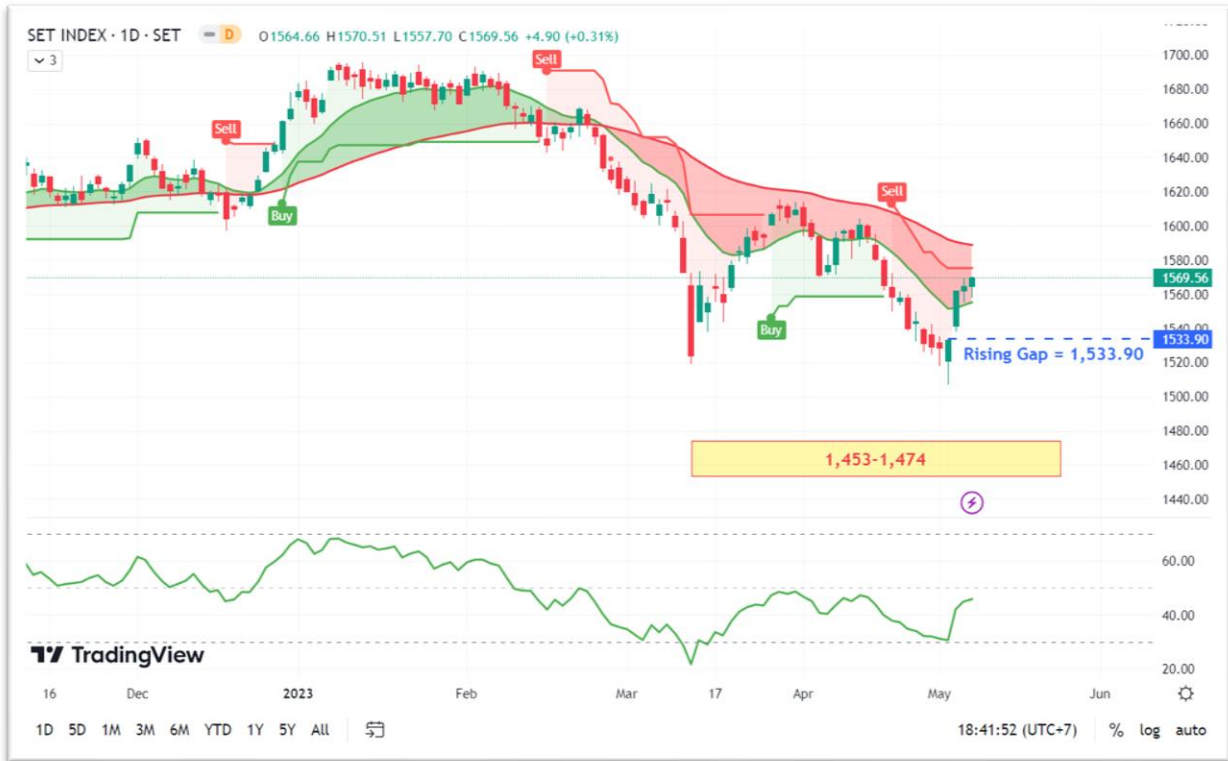 SET INDEX · 1D · SET D O1564.66 H1570.51 L1557.70 C1569.56 +4.90 (+0.31%)
3
1700.00
1680.00
1660.00
1640.00
1620.00
1600.00
1580.00
1569.56
1560.00
1540.00
1533.90
1520.00
1500.00
1480.00
1460.00
1440.00
Sell
Buy
Sell
Buy
Sell
Rising Gap = 1,533.90
1,453-1,474
60.00
40.00
20.00
TradingView
16 Dec 2023 Feb Mar 17 Apr May Jun
1D 5D 1M 3M 6M YTD 1Y 5Y All 18:41:52 (UTC+7) % log auto